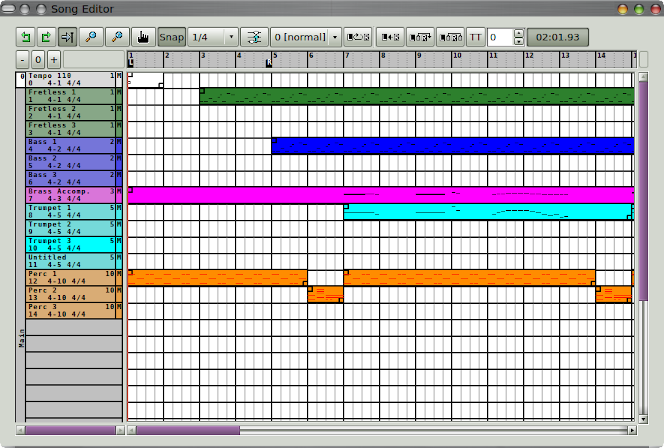 Song Editor
Snap 1/4 0 [normal] TT 0 02:01.93
- 0 +
1 2 3 4 5 6 7 8 9 10 11 12 13 14
0 Tempo 110 1 M
0 4-1 4/4
Fretless 1 1 M
1 4-1 4/4
Fretless 2 1 M
2 4-1 4/4
Fretless 3 1 M
3 4-1 4/4
Bass 1 2 M
4 4-2 4/4
Bass 2 2 M
5 4-2 4/4
Bass 3 2 M
6 4-2 4/4
Brass Accomp. 3 M
7 4-3 4/4
Trumpet 1 5 M
8 4-5 4/4
Trumpet 2 5 M
9 4-5 4/4
Trumpet 3 5 M
10 4-5 4/4
Untitled 5 M
11 4-5 4/4
Perc 1 10 M
12 4-10 4/4
Perc 2 10 M
13 4-10 4/4
Perc 3 10 M
14 4-10 4/4
Main